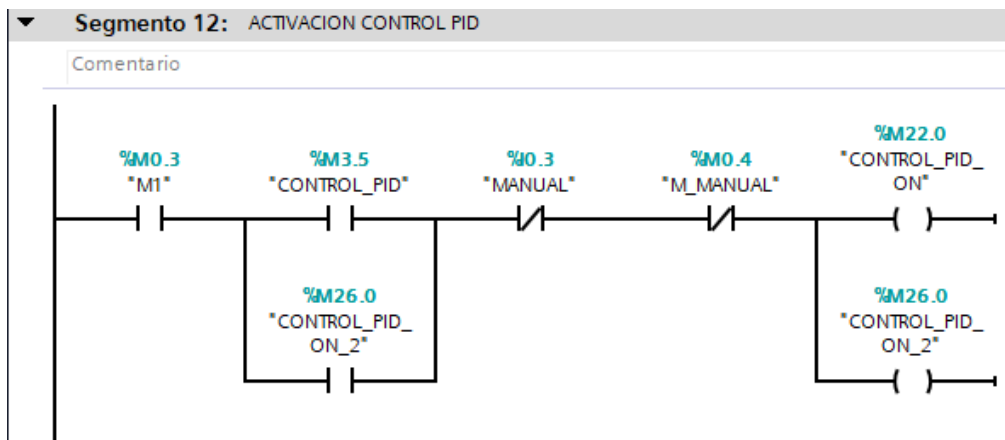 Segmento 12: ACTIVACION CONTROL PID
Comentario
%M0.3
"M1"
%M3.5
"CONTROL_PID"
%I0.3
"MANUAL"
%M0.4
"M_MANUAL"
%M22.0
"CONTROL_PID_
ON"
%M26.0
"CONTROL_PID_
ON_2"
%M26.0
"CONTROL_PID_
ON_2"